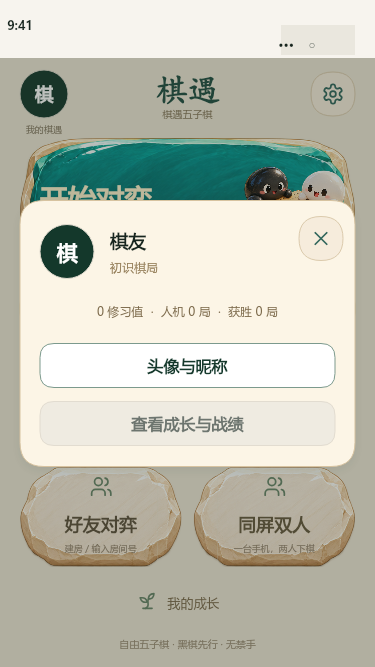 9:41
棋
棋遇
棋遇五子棋
我的棋遇
开始对弈
棋
棋友
初识棋局
0 修习值 · 人机 0 局 · 获胜 0 局
头像与昵称
查看成长与战绩
好友对弈
建房 / 输入房间号
同屏双人
一台手机，两人下棋
我的成长
自由五子棋 · 黑棋先行 · 无禁手